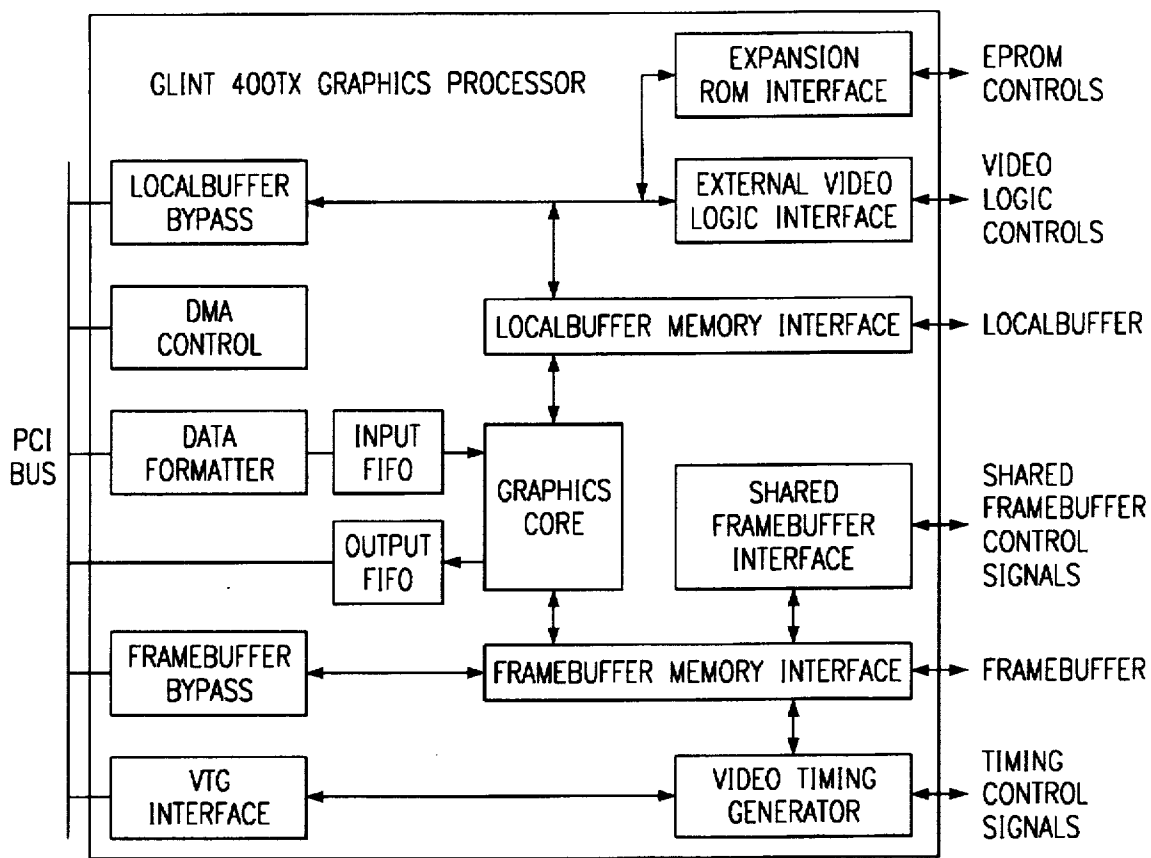 GLINT 400TX GRAPHICS PROCESSOR
EXPANSION
ROM INTERFACE
EPROM
CONTROLS
LOCALBUFFER
BYPASS
EXTERNAL VIDEO
LOGIC INTERFACE
VIDEO
LOGIC
CONTROLS
DMA
CONTROL
LOCALBUFFER MEMORY INTERFACE
LOCALBUFFER
PCI
BUS
DATA
FORMATTER
INPUT
FIFO
GRAPHICS
CORE
SHARED
FRAMEBUFFER
INTERFACE
SHARED
FRAMEBUFFER
CONTROL
SIGNALS
OUTPUT
FIFO
FRAMEBUFFER
BYPASS
FRAMEBUFFER MEMORY INTERFACE
FRAMEBUFFER
VTG
INTERFACE
VIDEO TIMING
GENERATOR
TIMING
CONTROL
SIGNALS